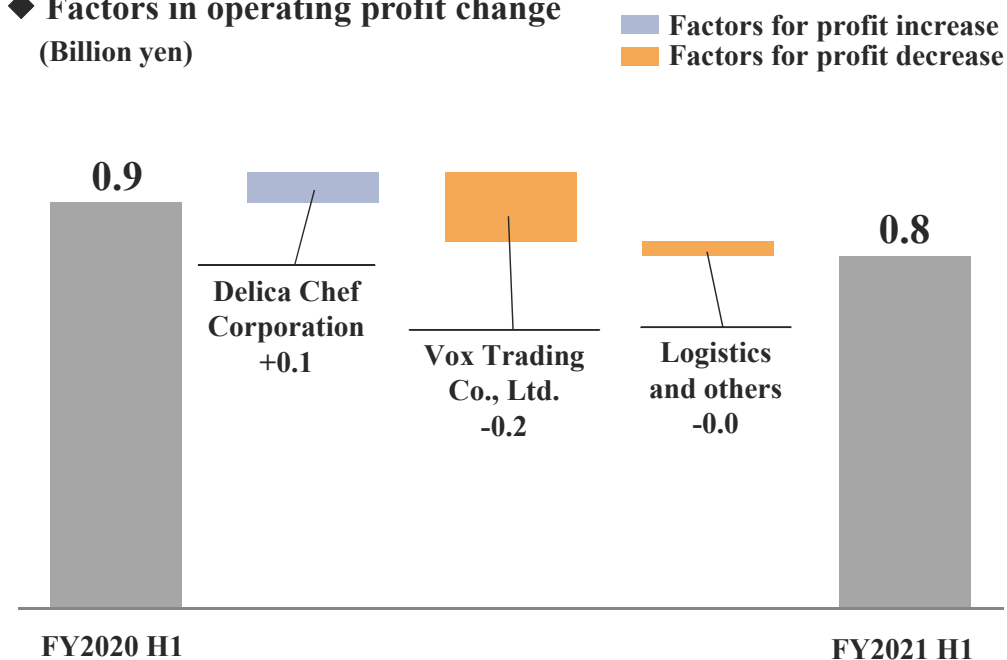 ◆ Factors in operating profit change
(Billion yen)
Factors for profit increase
Factors for profit decrease
0.9
Delica Chef
Corporation
+0.1
Vox Trading
Co., Ltd.
-0.2
Logistics
and others
-0.0
0.8
FY2020 H1
FY2021 H1